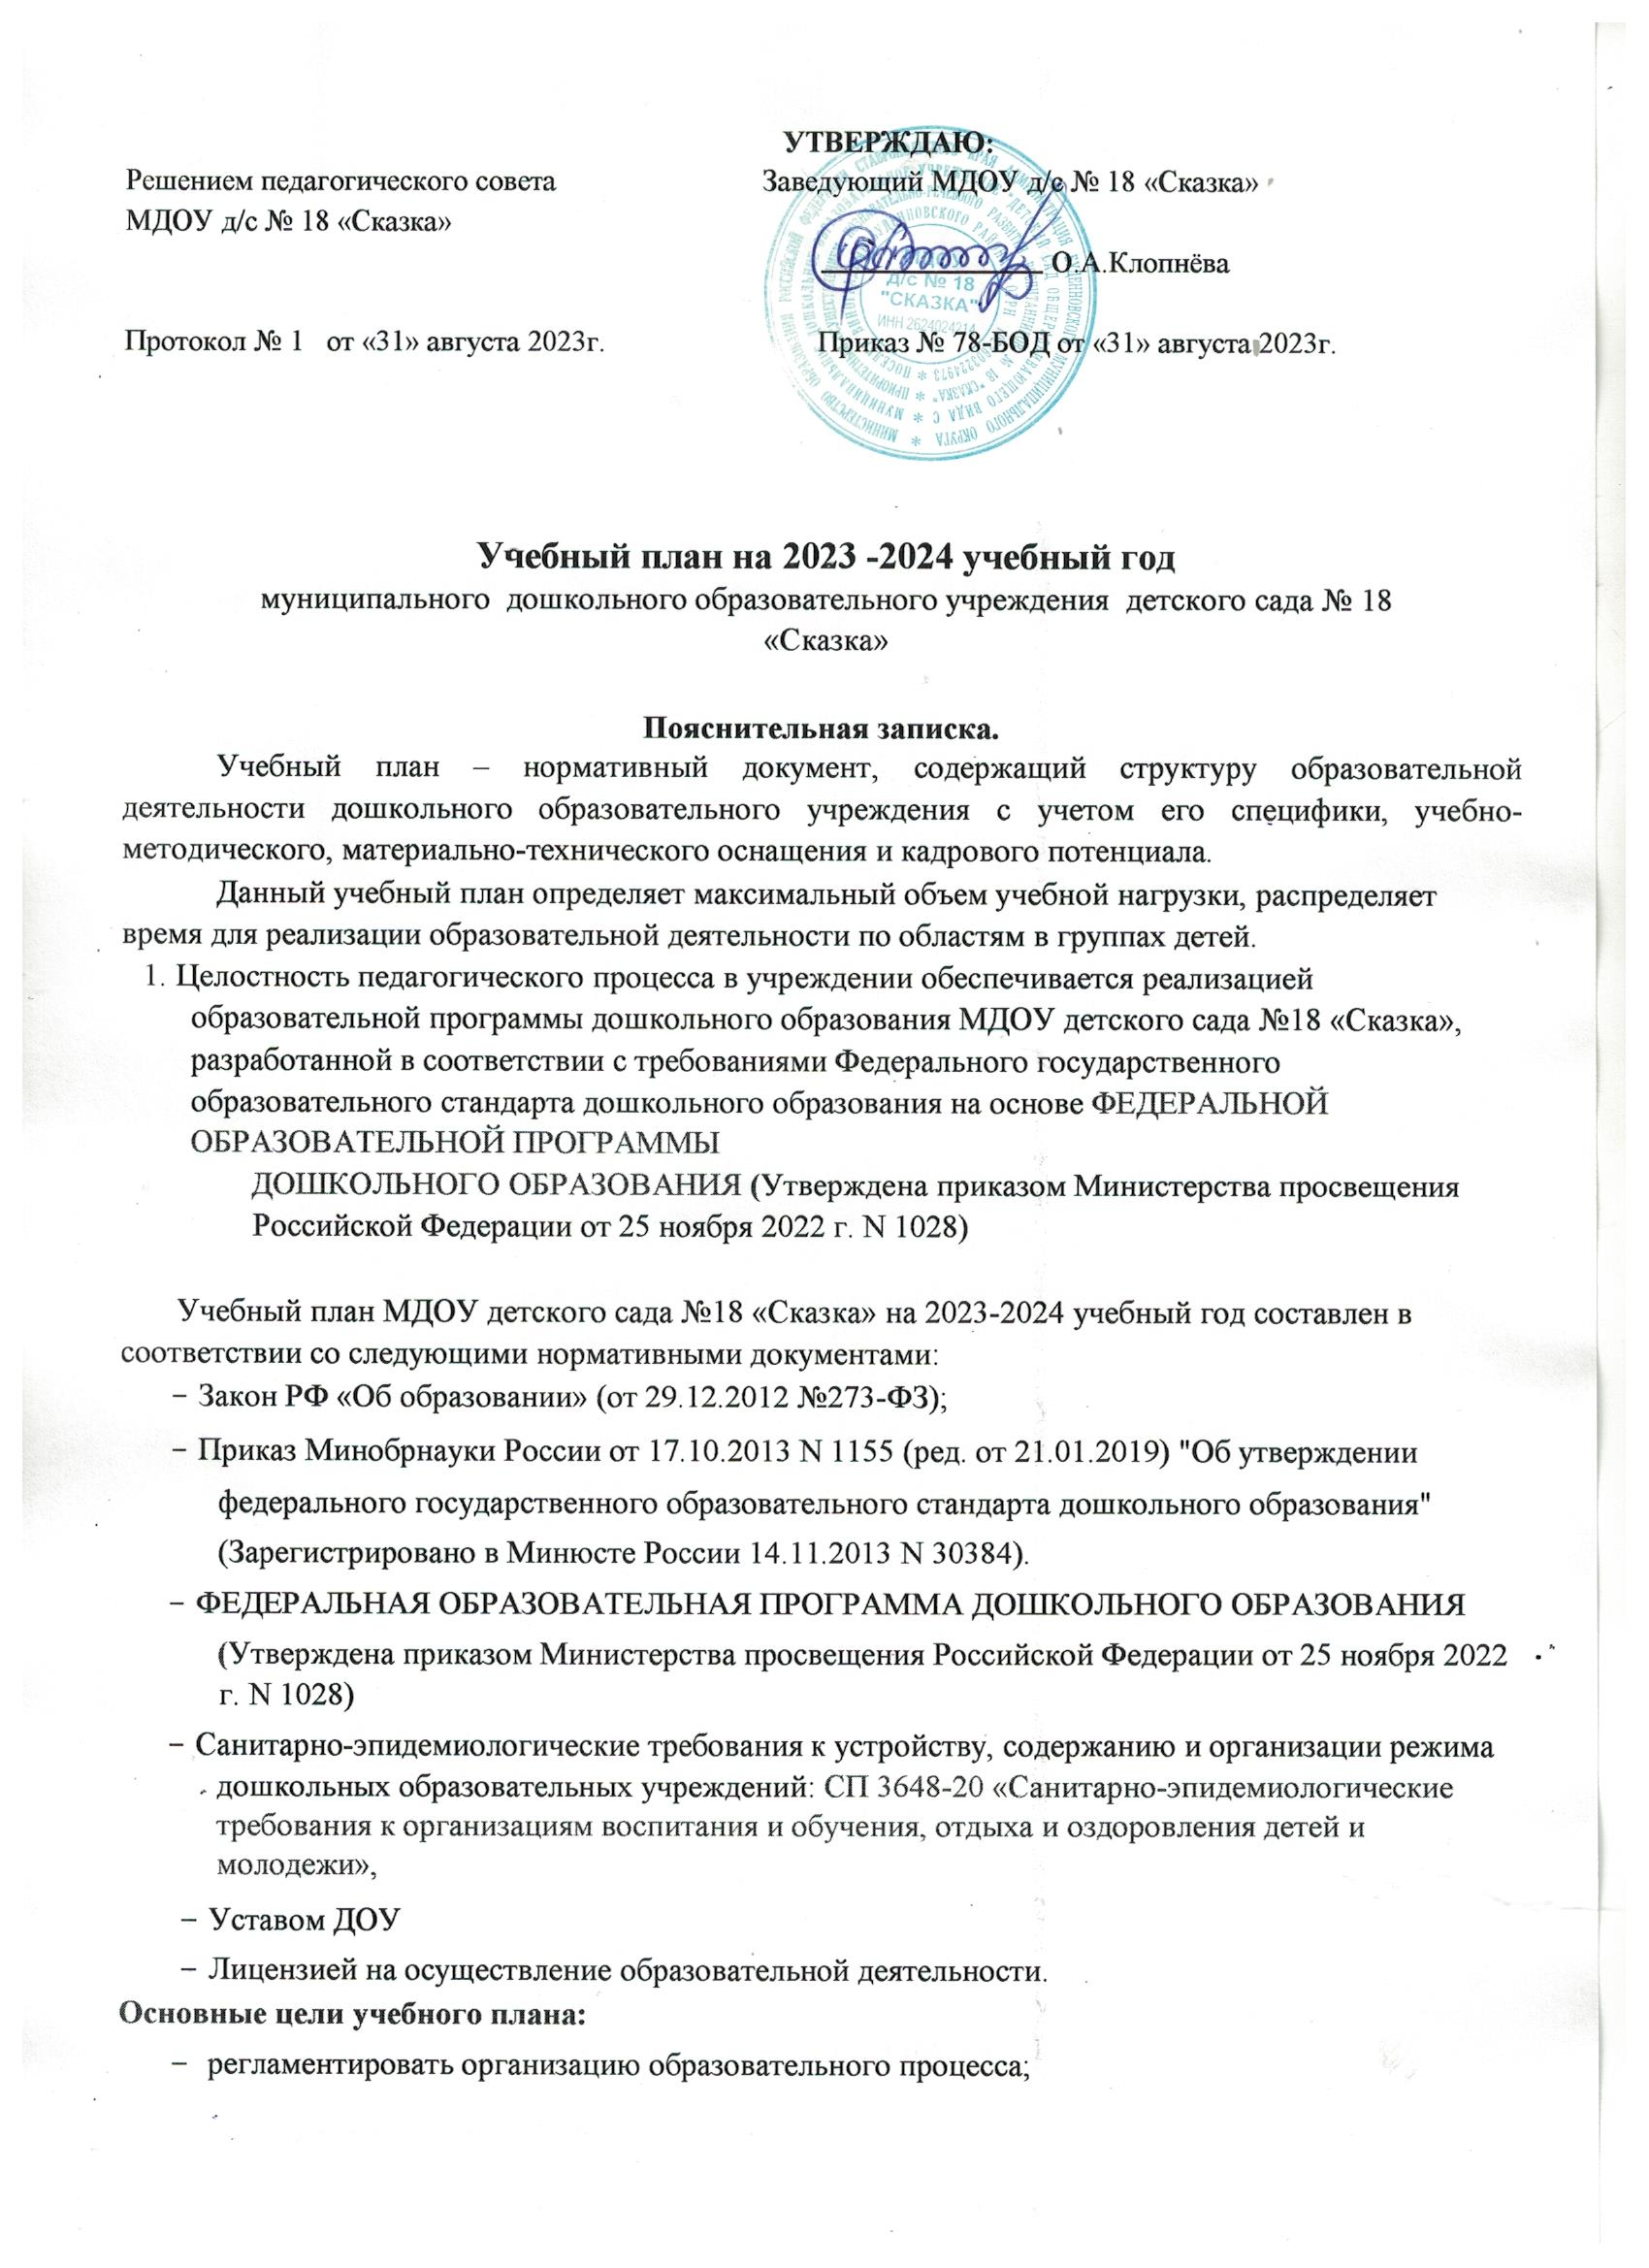 УТВЕРЖДАЮ:
Решением педагогического совета
Заведующий МДОУ д/с № 18 «Сказка»
МДОУ д/с № 18 «Сказка»
О.А.Клопнёва
д/с № 18
"СКАЗКА"
ИНН 2624024214
Протокол № 1 от «31» августа 2023г.
Приказ № 78-БОД от «31» августа 2023г.
Учебный план на 2023 -2024 учебный год
муниципального дошкольного образовательного учреждения детского сада № 18
«Сказка»
Пояснительная записка.
Учебный план – нормативный документ, содержащий структуру образовательной
деятельности дошкольного образовательного учреждения с учетом его специфики, учебно-
методического, материально-технического оснащения и кадрового потенциала.
Данный учебный план определяет максимальный объем учебной нагрузки, распределяет
время для реализации образовательной деятельности по областям в группах детей.
1. Целостность педагогического процесса в учреждении обеспечивается реализацией
образовательной программы дошкольного образования МДОУ детского сада №18 «Сказка»,
разработанной в соответствии с требованиями Федерального государственного
образовательного стандарта дошкольного образования на основе ФЕДЕРАЛЬНОЙ
ОБРАЗОВАТЕЛЬНОЙ ПРОГРАММЫ
ДОШКОЛЬНОГО ОБРАЗОВАНИЯ (Утверждена приказом Министерства просвещения
Российской Федерации от 25 ноября 2022 г. N 1028)
Учебный план МДОУ детского сада №18 «Сказка» на 2023-2024 учебный год составлен в
соответствии со следующими нормативными документами:
− Закон РФ «Об образовании» (от 29.12.2012 №273-ФЗ);
− Приказ Минобрнауки России от 17.10.2013 N 1155 (ред. от 21.01.2019) "Об утверждении
федерального государственного образовательного стандарта дошкольного образования"
(Зарегистрировано в Минюсте России 14.11.2013 N 30384).
− ФЕДЕРАЛЬНАЯ ОБРАЗОВАТЕЛЬНАЯ ПРОГРАММА ДОШКОЛЬНОГО ОБРАЗОВАНИЯ
(Утверждена приказом Министерства просвещения Российской Федерации от 25 ноября 2022
г. N 1028)
− Санитарно-эпидемиологические требования к устройству, содержанию и организации режима
дошкольных образовательных учреждений: СП 3648-20 «Санитарно-эпидемиологические
требования к организациям воспитания и обучения, отдыха и оздоровления детей и
молодежи»,
− Уставом ДОУ
− Лицензией на осуществление образовательной деятельности.
Основные цели учебного плана:
− регламентировать организацию образовательного процесса;